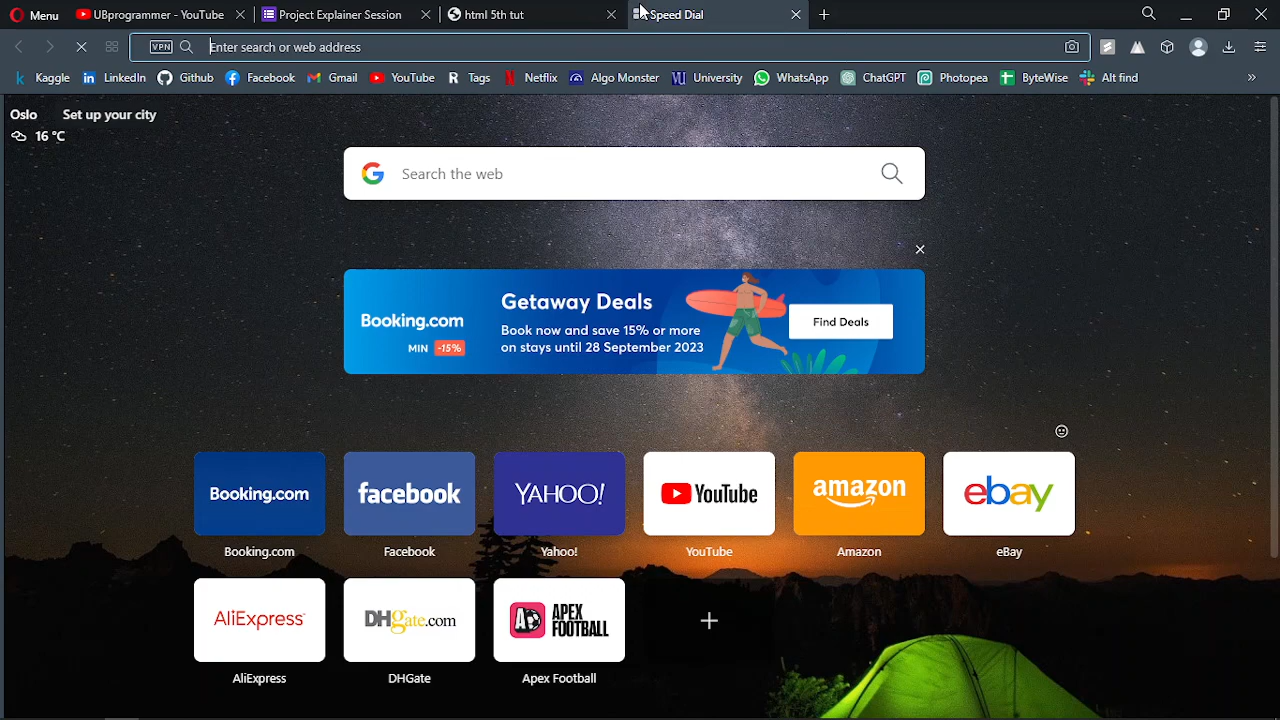 Menu
UBprogrammer - YouTube
Project Explainer Session
html 5th tut
Speed Dial
VPN
Enter search or web address
k Kaggle
in LinkedIn
Github
Facebook
Gmail
YouTube
R Tags
N Netflix
Algo Monster
University
WhatsApp
ChatGPT
Photopea
ByteWise
Alt find
Oslo
Set up your city
16 °C
G Search the web
Booking.com
MIN -15%
Getaway Deals
Book now and save 15% or more
on stays until 28 September 2023
Find Deals
Booking.com
facebook
YAHOO!
YouTube
amazon
ebay
Booking.com
Facebook
Yahoo!
YouTube
Amazon
eBay
AliExpress
DHgate.com
APEX
FOOTBALL
AliExpress
DHGate
Apex Football